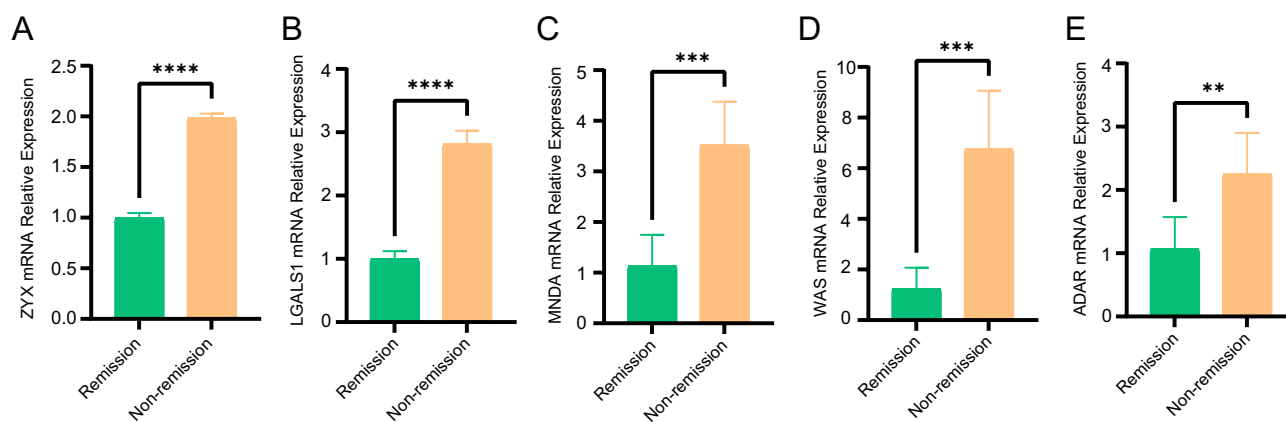 A
ZYX mRNA Relative Expression
2.5
2.0
1.5
1.0
0.5
0.0
****
Remission
Non-remission
B
LGALS1 mRNA Relative Expression
4
3
2
1
0
****
Remission
Non-remission
C
MNDA mRNA Relative Expression
5
4
3
2
1
0
***
Remission
Non-remission
D
WAS mRNA Relative Expression
10
8
6
4
2
0
***
Remission
Non-remission
E
ADAR mRNA Relative Expression
4
3
2
1
0
**
Remission
Non-remission